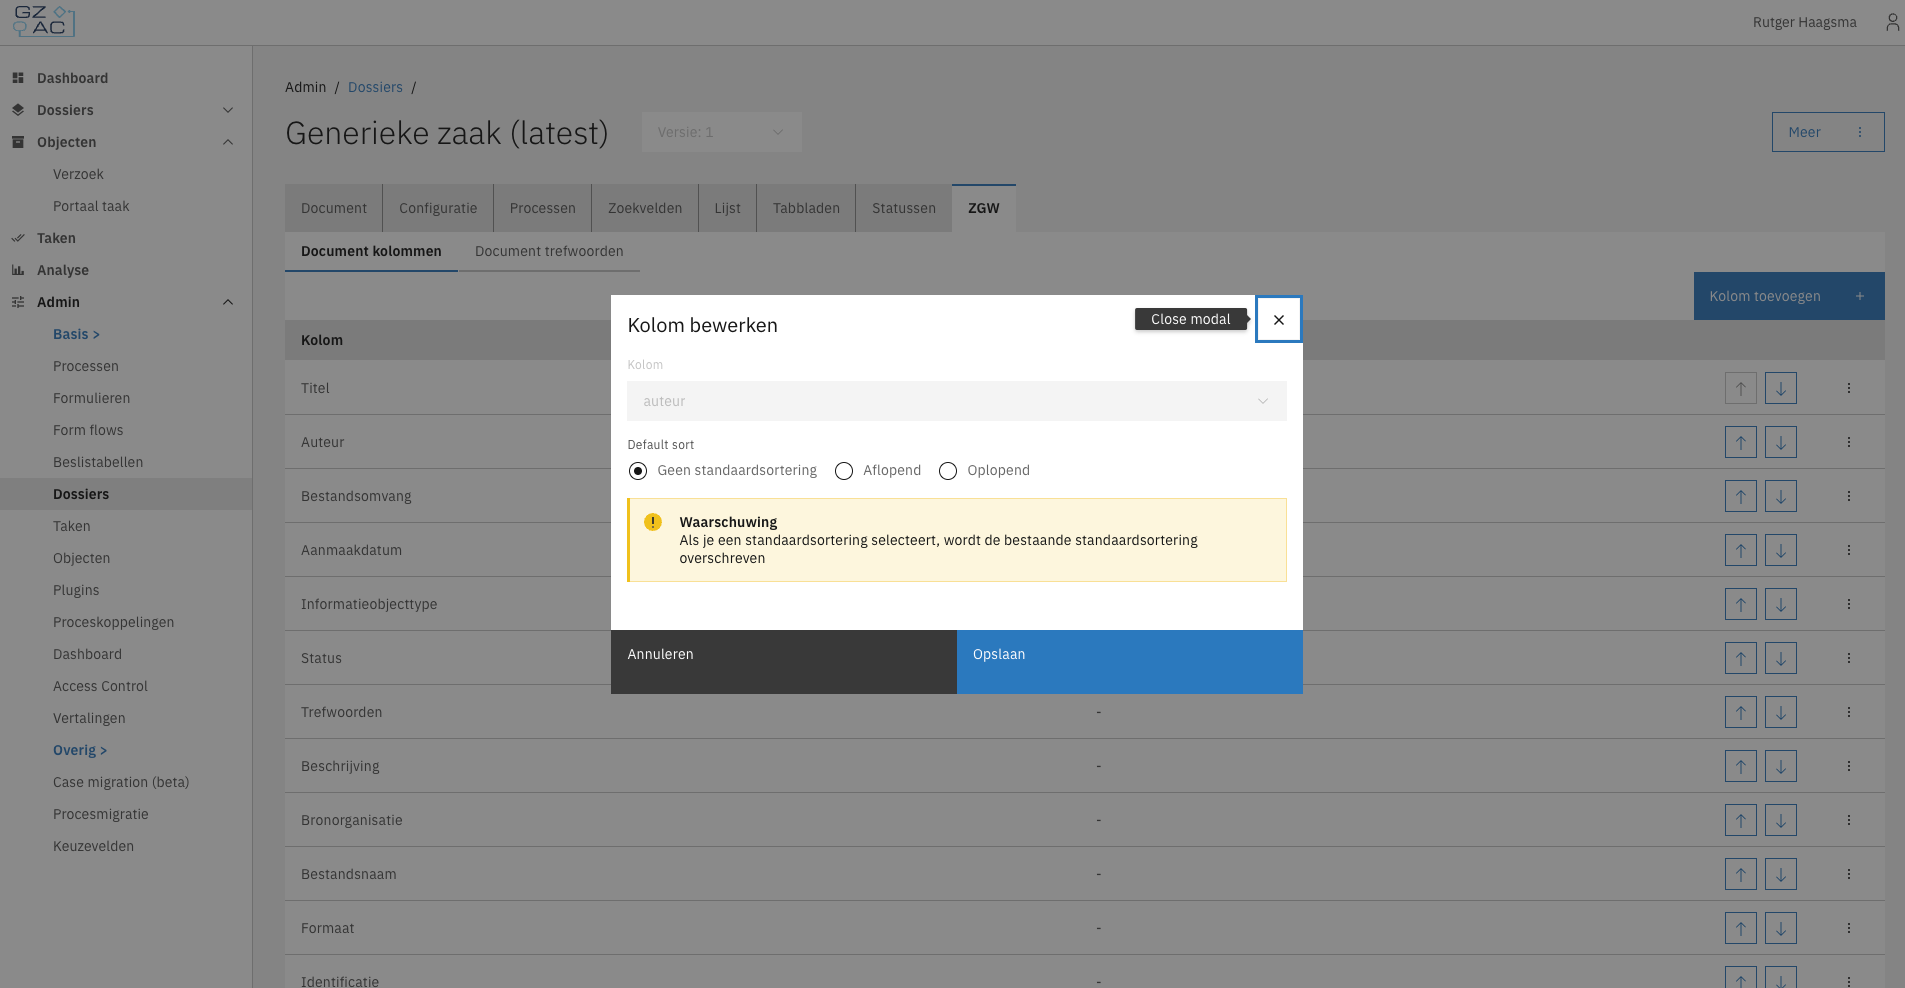 GZAC
Rutger Haagsma
Dashboard
Dossiers
Objecten
Verzoek
Portaal taak
Taken
Analyse
Admin
Basis >
Processen
Formulieren
Form flows
Beslistabellen
Dossiers
Taken
Objecten
Plugins
Proceskoppelingen
Dashboard
Access Control
Vertalingen
Overig >
Case migration (beta)
Procesmigratie
Keuzevelden
Admin / Dossiers /
Generieke zaak (latest)
Versie: 1
Meer
Document
Configuratie
Processen
Zoekvelden
Lijst
Tabbladen
Statussen
ZGW
Document kolommen
Document trefwoorden
Kolom toevoegen +
Kolom
Titel
Auteur
Bestandsomvang
Aanmaakdatum
Informatieobjecttype
Status
Trefwoorden -
Beschrijving -
Bronorganisatie -
Bestandsnaam -
Formaat -
Identificatie -
Kolom bewerken
Close modal
Kolom
auteur
Default sort
Geen standaardsortering
Aflopend
Oplopend
Waarschuwing
Als je een standaardsortering selecteert, wordt de bestaande standaardsortering
overschreven
Annuleren
Opslaan